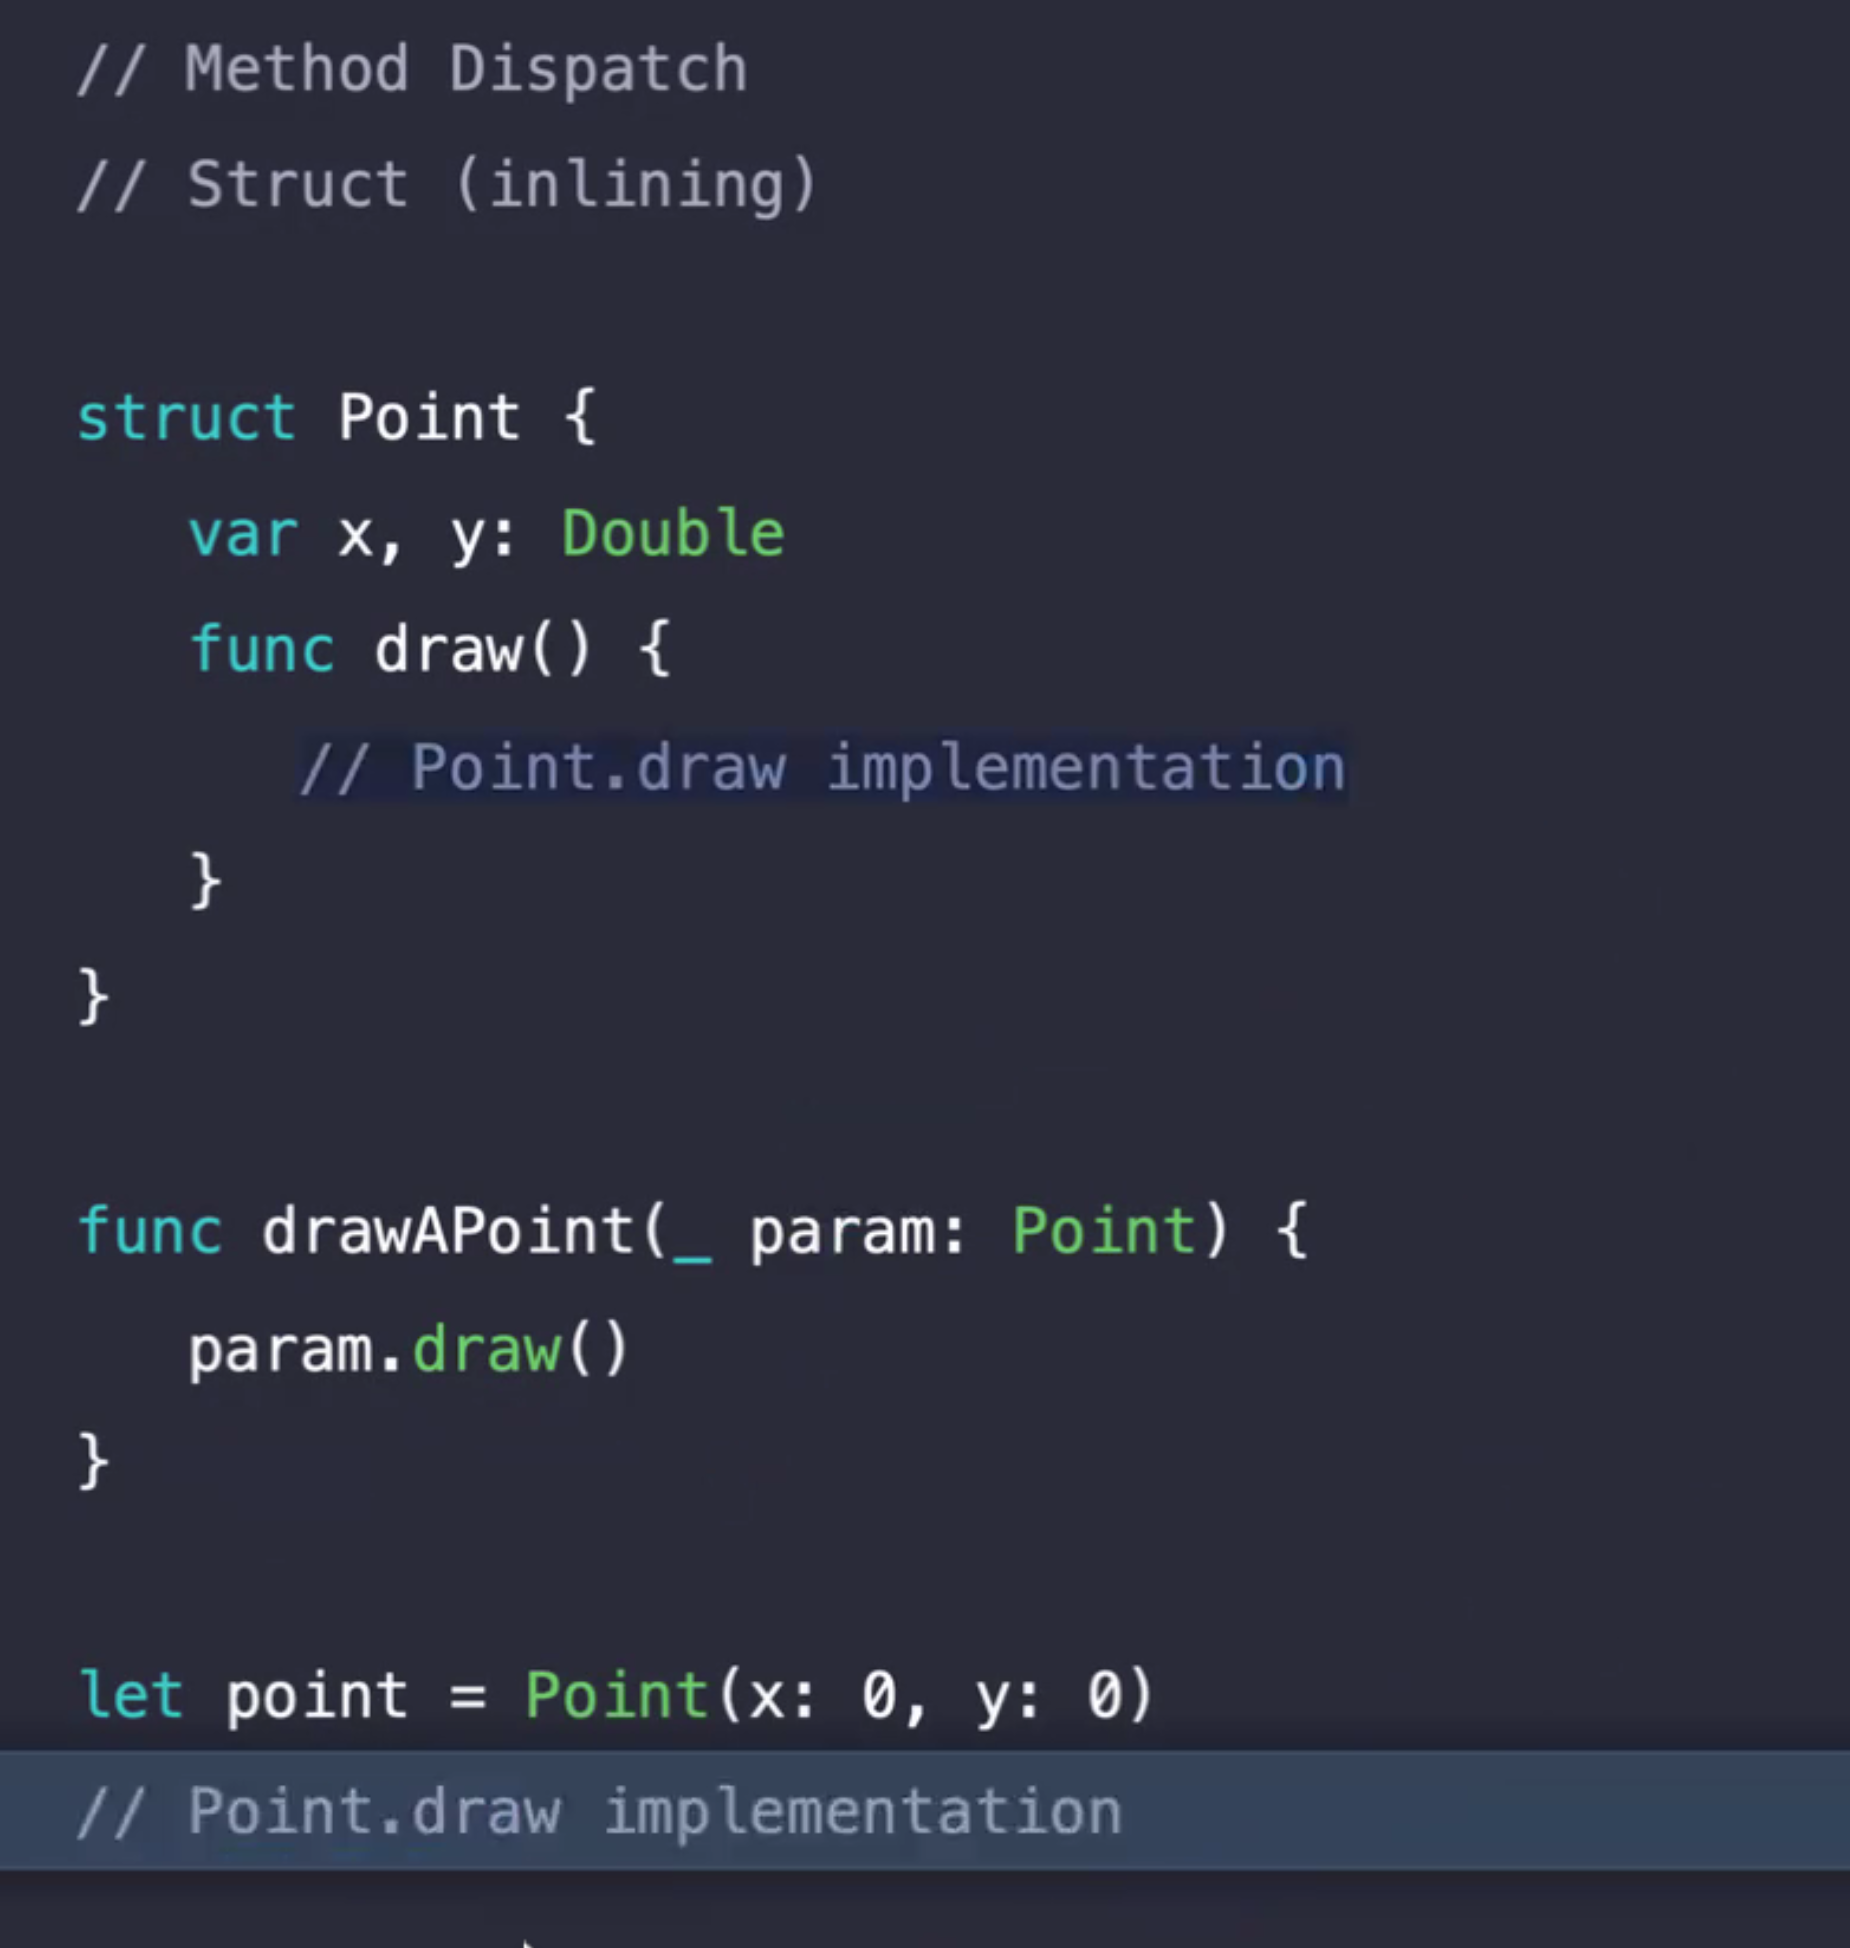 // Method Dispatch
// Struct (inlining)
struct Point {
var x, y: Double
func draw() {
// Point.draw implementation
}
}
func drawAPoint(_ param: Point) {
param.draw()
}
let point = Point(x: 0, y: 0)
// Point.draw implementation